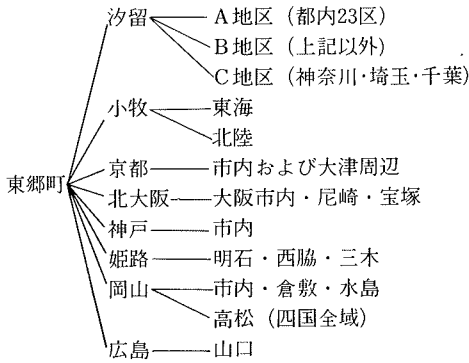 汐留 A地区（都内23区）
B地区（上記以外）
C地区（神奈川・埼玉・千葉）
小牧 東海
北陸
京都 市内および大津周辺
東郷町
北大阪 大阪市内・尼崎・宝塚
神戸 市内
姫路 明石・西脇・三木
岡山 市内・倉敷・水島
高松（四国全域）
広島 山口